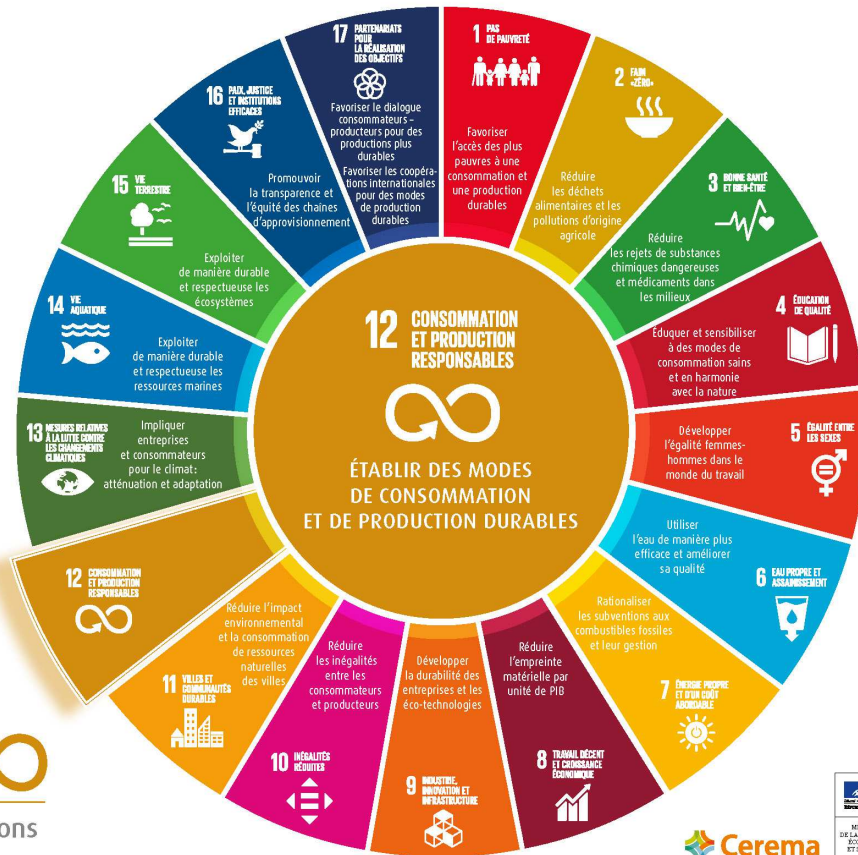 17 PARTENARIATS
POUR
LA RÉALISATION
DES OBJECTIFS
Favoriser le dialogue
consommateurs –
producteurs pour des
productions plus
durables
Favoriser les coopéra-
tions internationales
pour des modes
de production
durables
1 PAS
DE PAUVRETÉ
Favoriser
l'accès des plus
pauvres à une
consommation et
une production
durables
2 FAIM
«ZÉRO»
Réduire
les déchets
alimentaires et les
pollutions d'origine
agricole
3 BONNE SANTÉ
ET BIEN-ÊTRE
Réduire
les rejets de substances
chimiques dangereuses
et médicaments dans
les milieux
4 ÉDUCATION
DE QUALITÉ
Éduquer et sensibiliser
à des modes de
consommation sains
et en harmonie
avec la nature
5 ÉGALITÉ ENTRE
LES SEXES
Développer
l'égalité femmes-
hommes dans le
monde du travail
6 EAU PROPRE ET
ASSAINISSEMENT
Utiliser
l'eau de manière plus
efficace et améliorer
sa qualité
7 ÉNERGIE PROPRE
ET D'UN COÛT
ABORDABLE
Rationaliser
les subventions aux
combustibles fossiles
et leur gestion
8 TRAVAIL DÉCENT
ET CROISSANCE
ÉCONOMIQUE
Réduire
l'empreinte
matérielle par
unité de PIB
9 INDUSTRIE,
INNOVATION ET
INFRASTRUCTURE
Développer
la durabilité des
entreprises et les
éco-technologies
10 INÉGALITÉS
RÉDUITES
Réduire
les inégalités
entre les
consommateurs
et producteurs
11 VILLES ET
COMMUNAUTÉS
DURABLES
Réduire l'impact
environnemental
et la consommation
de ressources
naturelles
des villes
12 CONSOMMATION
ET PRODUCTION
RESPONSABLES
13 MESURES RELATIVES
À LA LUTTE CONTRE
LES CHANGEMENTS
CLIMATIQUES
Impliquer
entreprises
et consommateurs
pour le climat :
atténuation et adaptation
14 VIE
AQUATIQUE
Exploiter
de manière durable
et respectueuse les
ressources marines
15 VIE
TERRESTRE
Exploiter
de manière durable
et respectueuse les
écosystèmes
16 PAIX, JUSTICE
ET INSTITUTIONS
EFFICACES
Promouvoir
la transparence et
l'équité des chaînes
d'approvisionnement
12 CONSOMMATION
ET PRODUCTION
RESPONSABLES
ÉTABLIR DES MODES
DE CONSOMMATION
ET DE PRODUCTION DURABLES
ons
Cerema